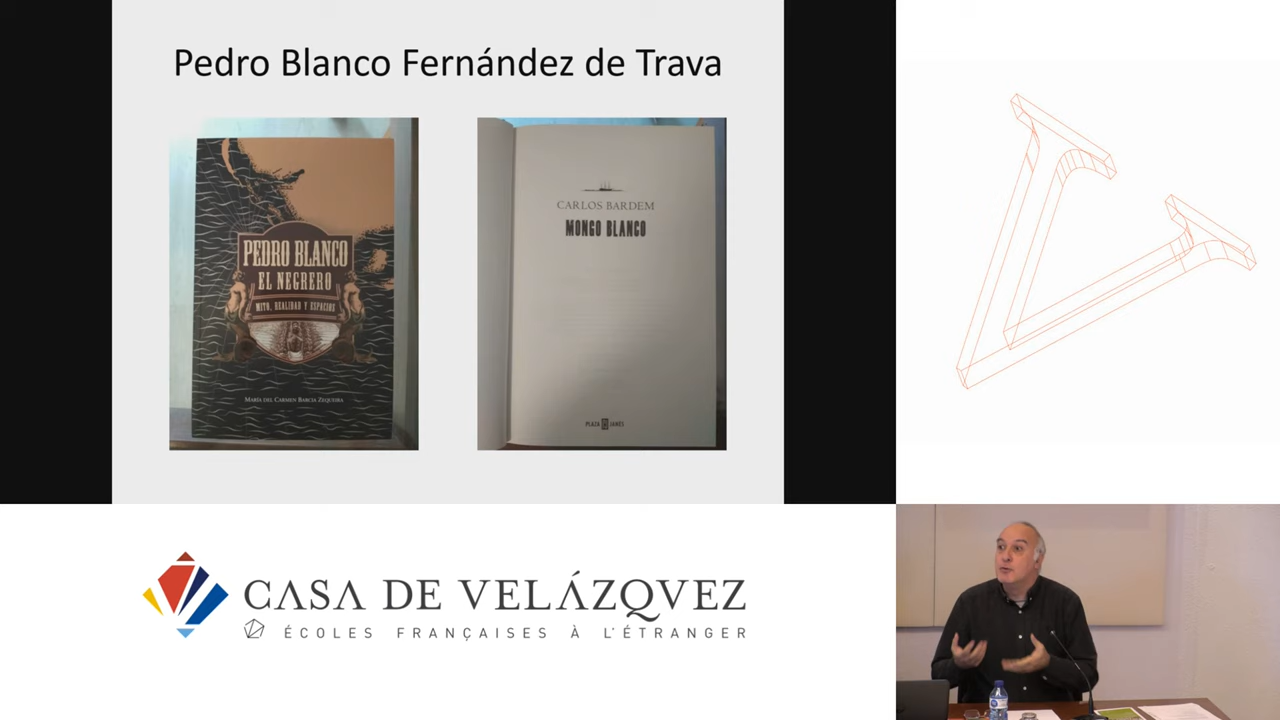 Pedro Blanco Fernández de Trava
PEDRO BLANCO
EL NEGRERO
MITO, REALIDAD Y ESPACIOS
MARÍA DEL CARMEN BARCIA ZEQUEIRA
CARLOS BARDEM
MONGO BLANCO
PLAZA JANÉS
CASA DE VELÁZQVEZ
ÉCOLES FRANÇAISES À L'ÉTRANGER